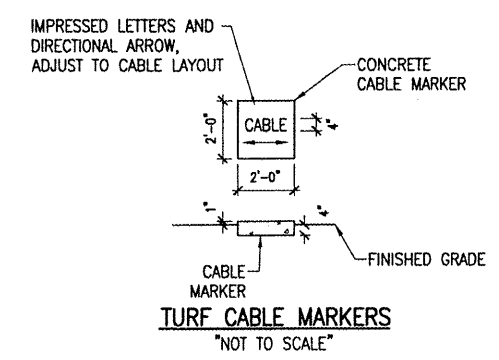 IMPRESSED LETTERS AND
DIRECTIONAL ARROW,
ADJUST TO CABLE LAYOUT
CONCRETE
CABLE MARKER
2'-0"
CABLE
4"
2'-0"
1"
4"
FINISHED GRADE
CABLE
MARKER
TURF CABLE MARKERS
"NOT TO SCALE"